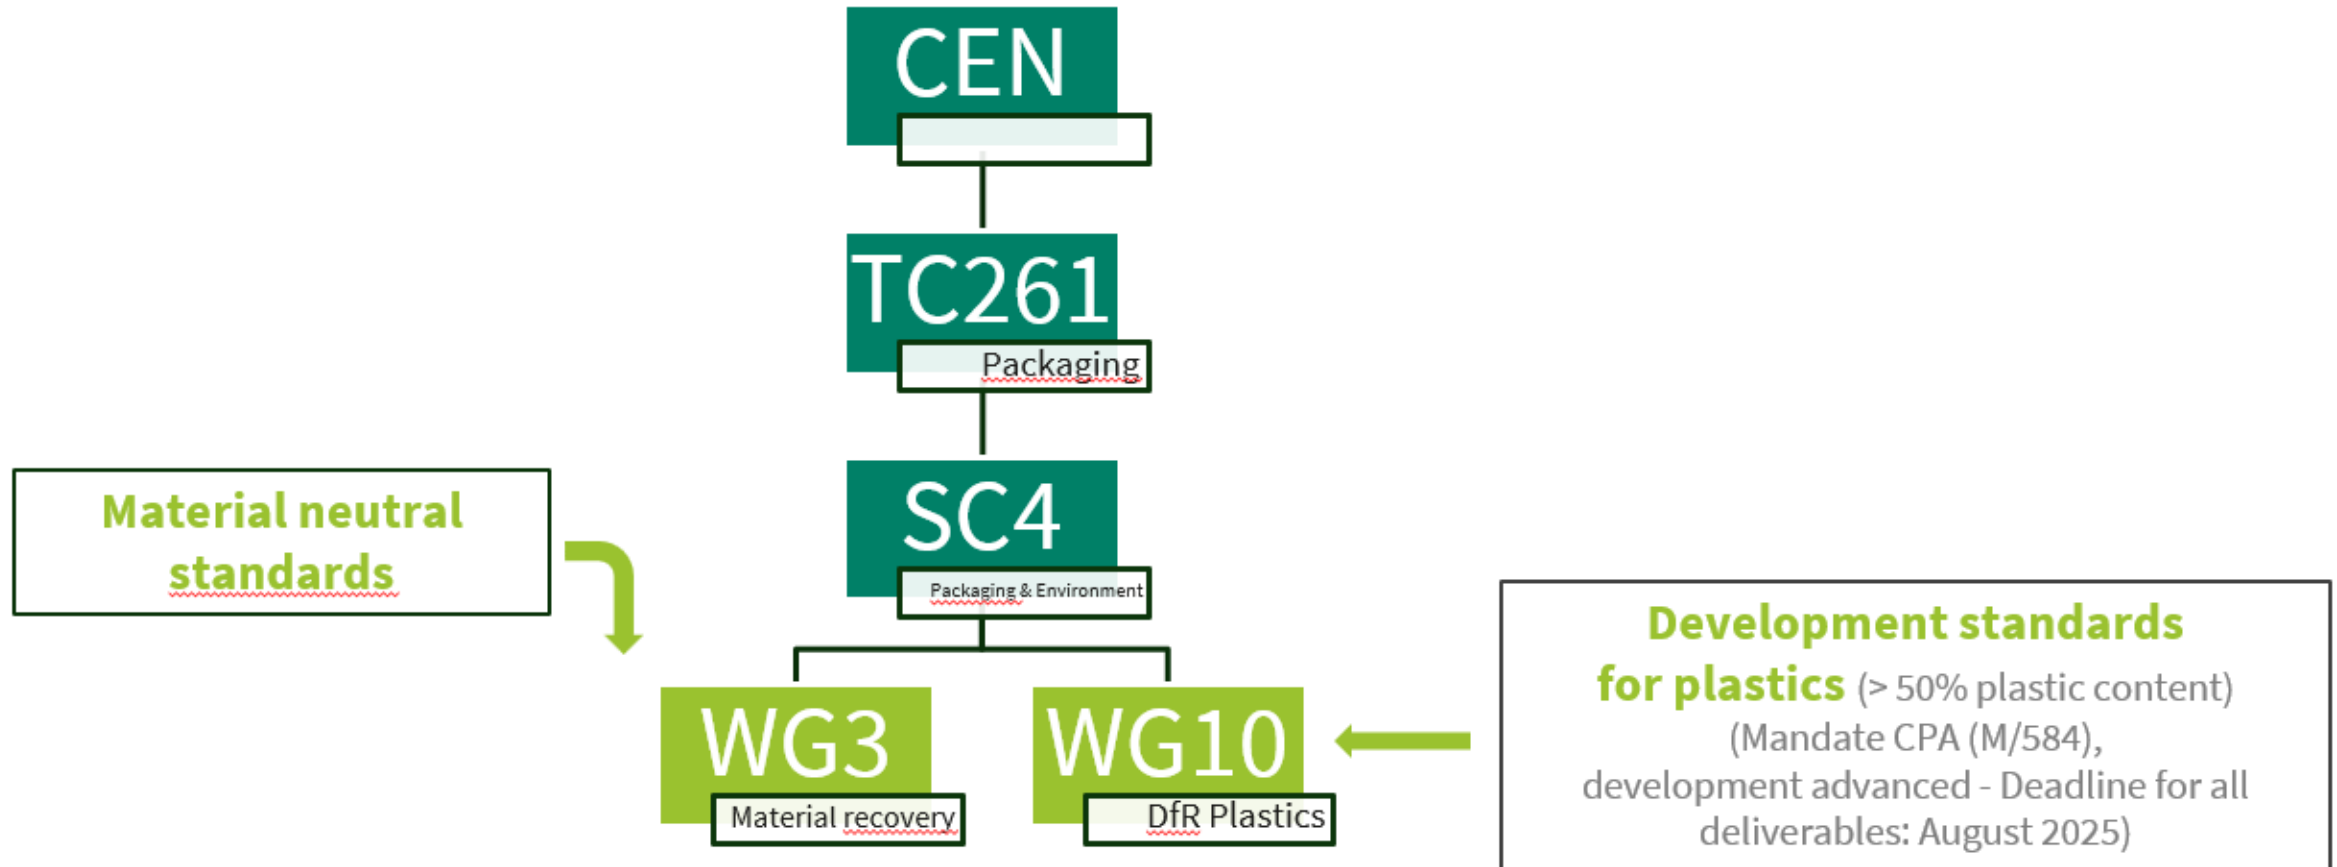 CEN
TC261
Packaging
SC4
Packaging & Environment
Material neutral
standards
WG3
Material recovery
WG10
DfR Plastics
Development standards
for plastics (> 50% plastic content)
(Mandate CPA (M/584),
development advanced - Deadline for all
deliverables: August 2025)